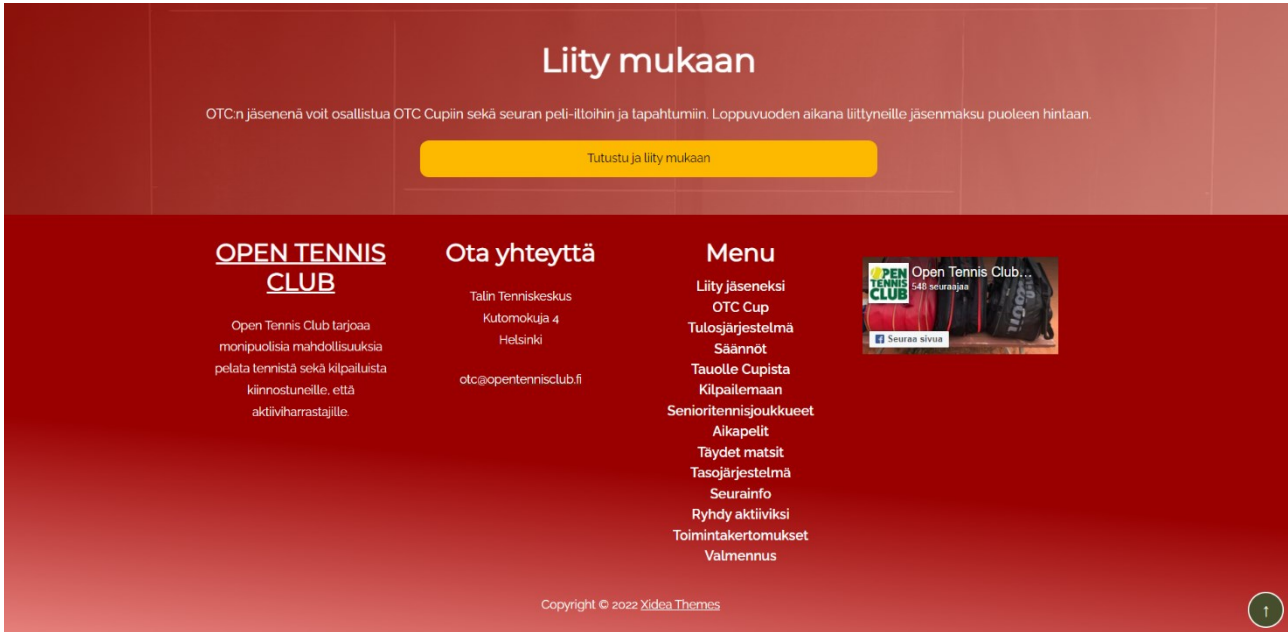 Liity mukaan
OTC:n jäsenenä voit osallistua OTC Cupiin sekä seuran peli-iltoihin ja tapahtumiin. Loppuvuoden aikana liittyneille jäsenmaksu puoleen hintaan.
Tutustu ja liity mukaan
OPEN TENNIS
CLUB
Open Tennis Club tarjoaa
monipuolisia mahdollisuuksia
pelata tennistä sekä kilpailuista
kiinnostuneille, että
aktiiviharrastajille.
Ota yhteyttä
Talin Tenniskeskus
Kutomokuja 4
Helsinki
otc@opentennisclub.fi
Menu
Liity jäseneksi
OTC Cup
Tulosjärjestelmä
Säännöt
Tauolle Cupista
Kilpailemaan
Senioritennisjoukkueet
Aikapelit
Täydet matsit
Tasojärjestelmä
Seurainfo
Ryhdy aktiiviksi
Toimintakertomukset
Valmennus
OPEN
TENNIS
CLUB
Open Tennis Club...
548 seuraajaa
Seuraa sivua
Copyright © 2022 Xidea Themes
↑